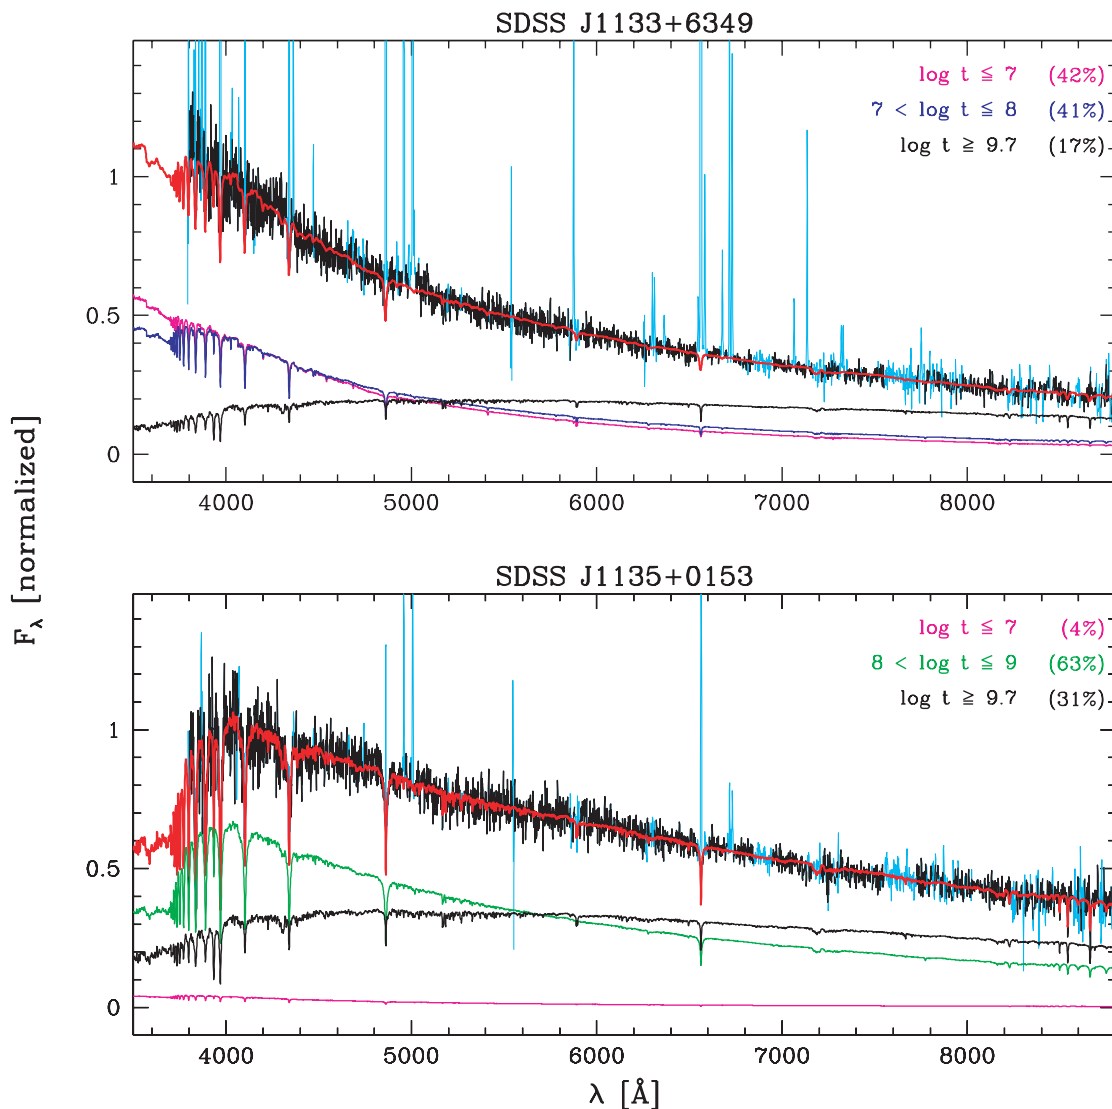 SDSS J1133+6349
log t ≦ 7 (42%)
7 < log t ≦ 8 (41%)
log t ≧ 9.7 (17%)
1
0.5
0
4000 5000 6000 7000 8000
F_λ [normalized]
SDSS J1135+0153
log t ≦ 7 (4%)
8 < log t ≦ 9 (63%)
log t ≧ 9.7 (31%)
1
0.5
0
4000 5000 6000 7000 8000
λ [Å]